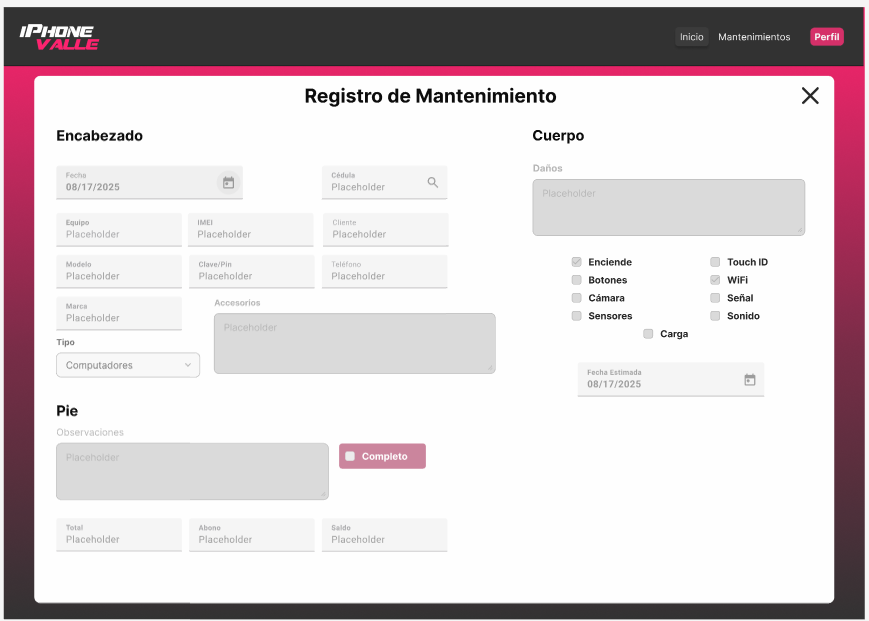 iPHONE
VALLE
Inicio
Mantenimientos
Perfil
Registro de Mantenimiento
Encabezado
Fecha
08/17/2025
Cédula
Placeholder
Equipo
Placeholder
IMEI
Placeholder
Cliente
Placeholder
Modelo
Placeholder
Clave/Pin
Placeholder
Teléfono
Placeholder
Marca
Placeholder
Accesorios
Placeholder
Tipo
Computadores
Pie
Observaciones
Placeholder
Completo
Total
Placeholder
Abono
Placeholder
Saldo
Placeholder
Cuerpo
Daños
Placeholder
Enciende
Touch ID
Botones
WiFi
Cámara
Señal
Sensores
Sonido
Carga
Fecha Estimada
08/17/2025